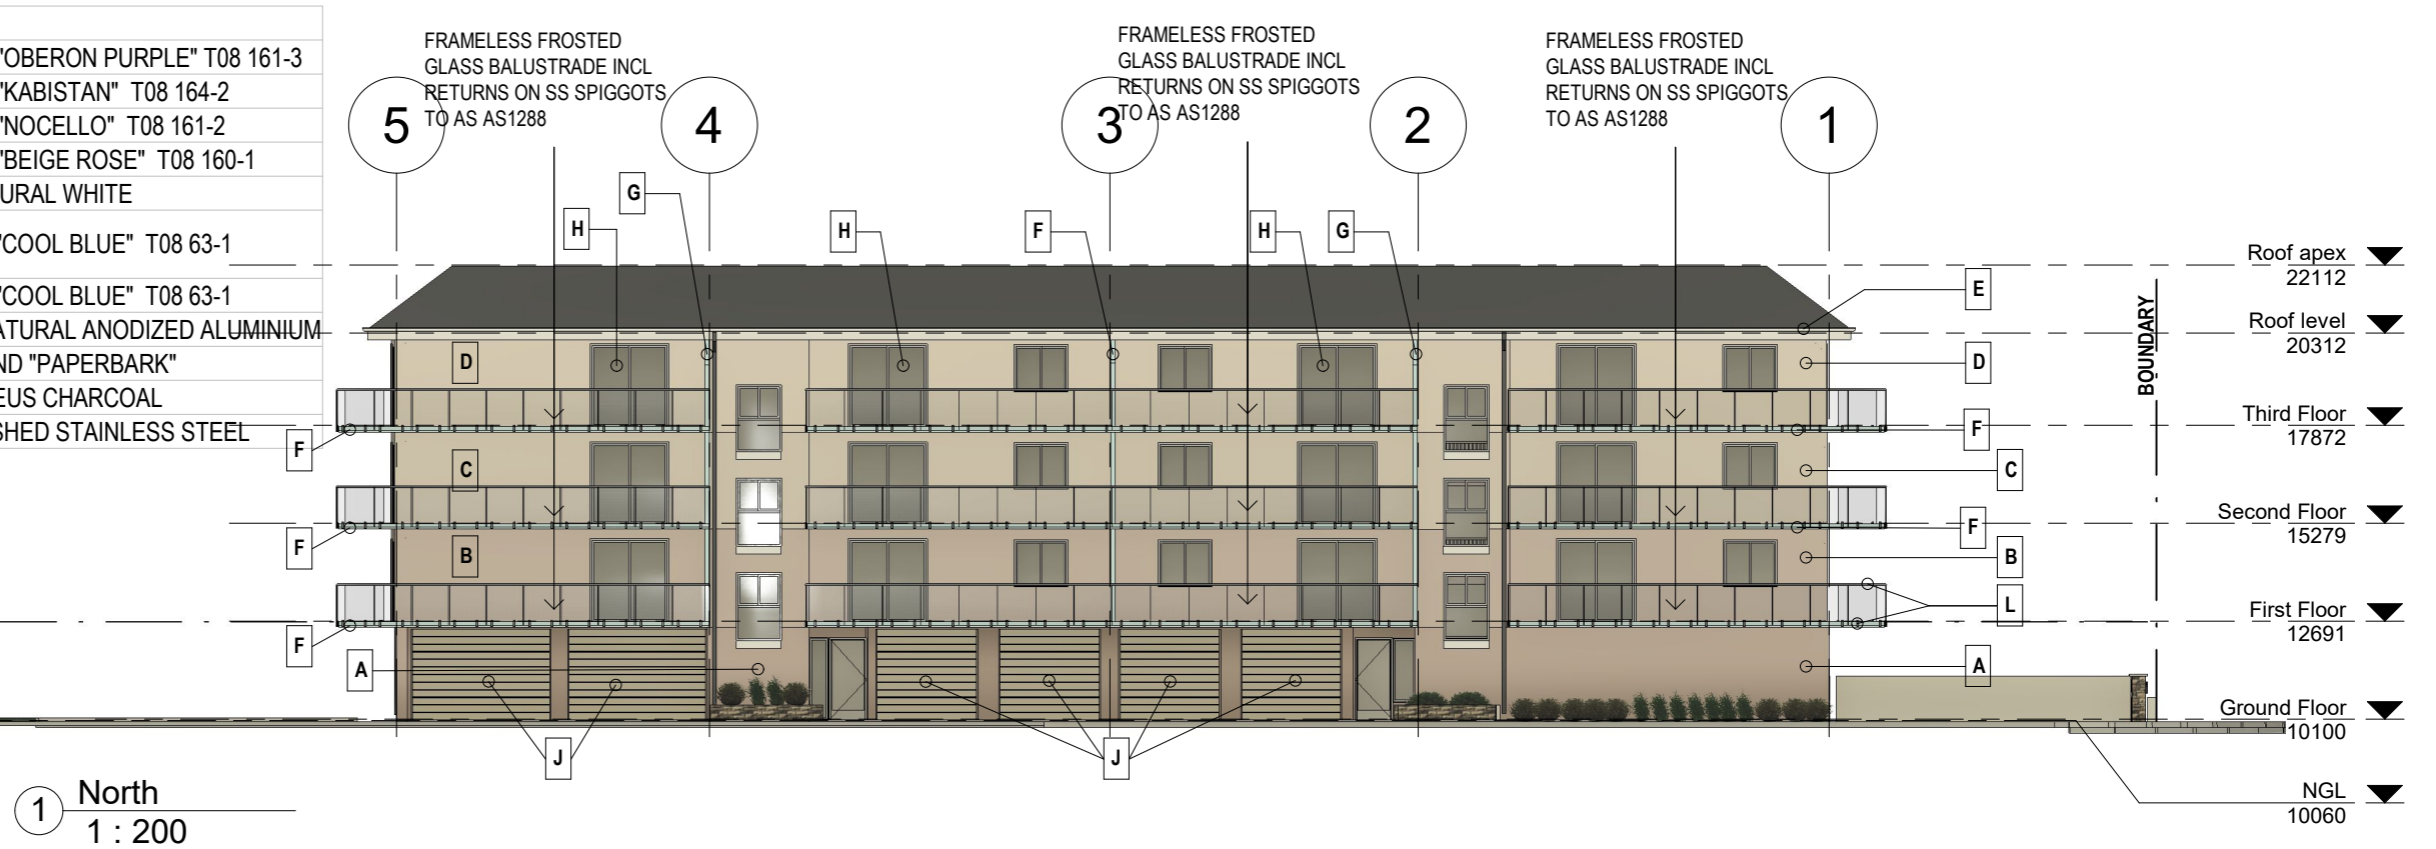 "OBERON PURPLE" T08 161-3
"KABISTAN" T08 164-2
"NOCELLO" T08 161-2
"BEIGE ROSE" T08 160-1
URAL WHITE
"COOL BLUE" T08 63-1
"COOL BLUE" T08 63-1
ATURAL ANODIZED ALUMINIUM
ND "PAPERBARK"
EUS CHARCOAL
SHED STAINLESS STEEL
FRAMELESS FROSTED
GLASS BALUSTRADE INCL
RETURNS ON SS SPIGGOTS
TO AS AS1288
FRAMELESS FROSTED
GLASS BALUSTRADE INCL
RETURNS ON SS SPIGGOTS
TO AS AS1288
FRAMELESS FROSTED
GLASS BALUSTRADE INCL
RETURNS ON SS SPIGGOTS
TO AS AS1288
5
4
3
2
1
G
H
H
F
H
G
E
D
D
F
F
C
C
F
F
B
B
L
F
A
A
J
J
BOUNDARY
Roof apex
22112
Roof level
20312
Third Floor
17872
Second Floor
15279
First Floor
12691
Ground Floor
10100
NGL
10060
1
North
1 : 200